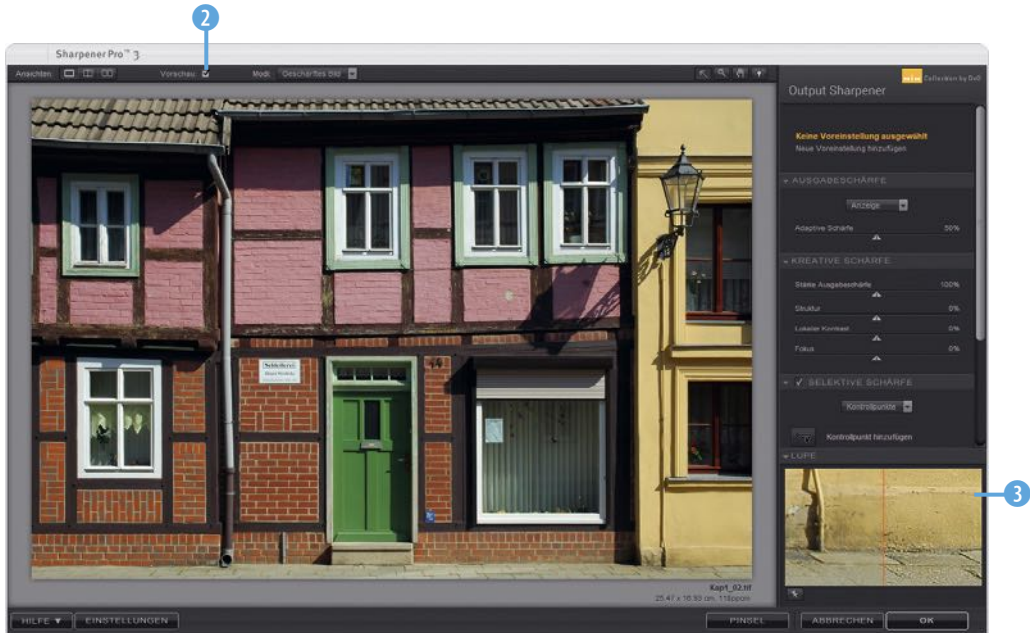 2
Sharpener Pro™ 3
Ansichten: Vorschau: Modi: Geschärftes Bild
nik Collection by DxO
Output Sharpener
Keine Voreinstellung ausgewählt
Neue Voreinstellung hinzufügen
AUSGABESCHÄRFE
Anzeige
Adaptive Schärfe 50%
KREATIVE SCHÄRFE
Stärke Ausgabeschärfe 100%
Struktur 0%
Lokaler Kontrast 0%
Fokus 0%
✓ SELEKTIVE SCHÄRFE
Kontrollpunkte
Kontrollpunkt hinzufügen
LUPE
3
Kap1_02.tif
HILFE EINSTELLUNGEN PINSEL ABBRECHEN OK